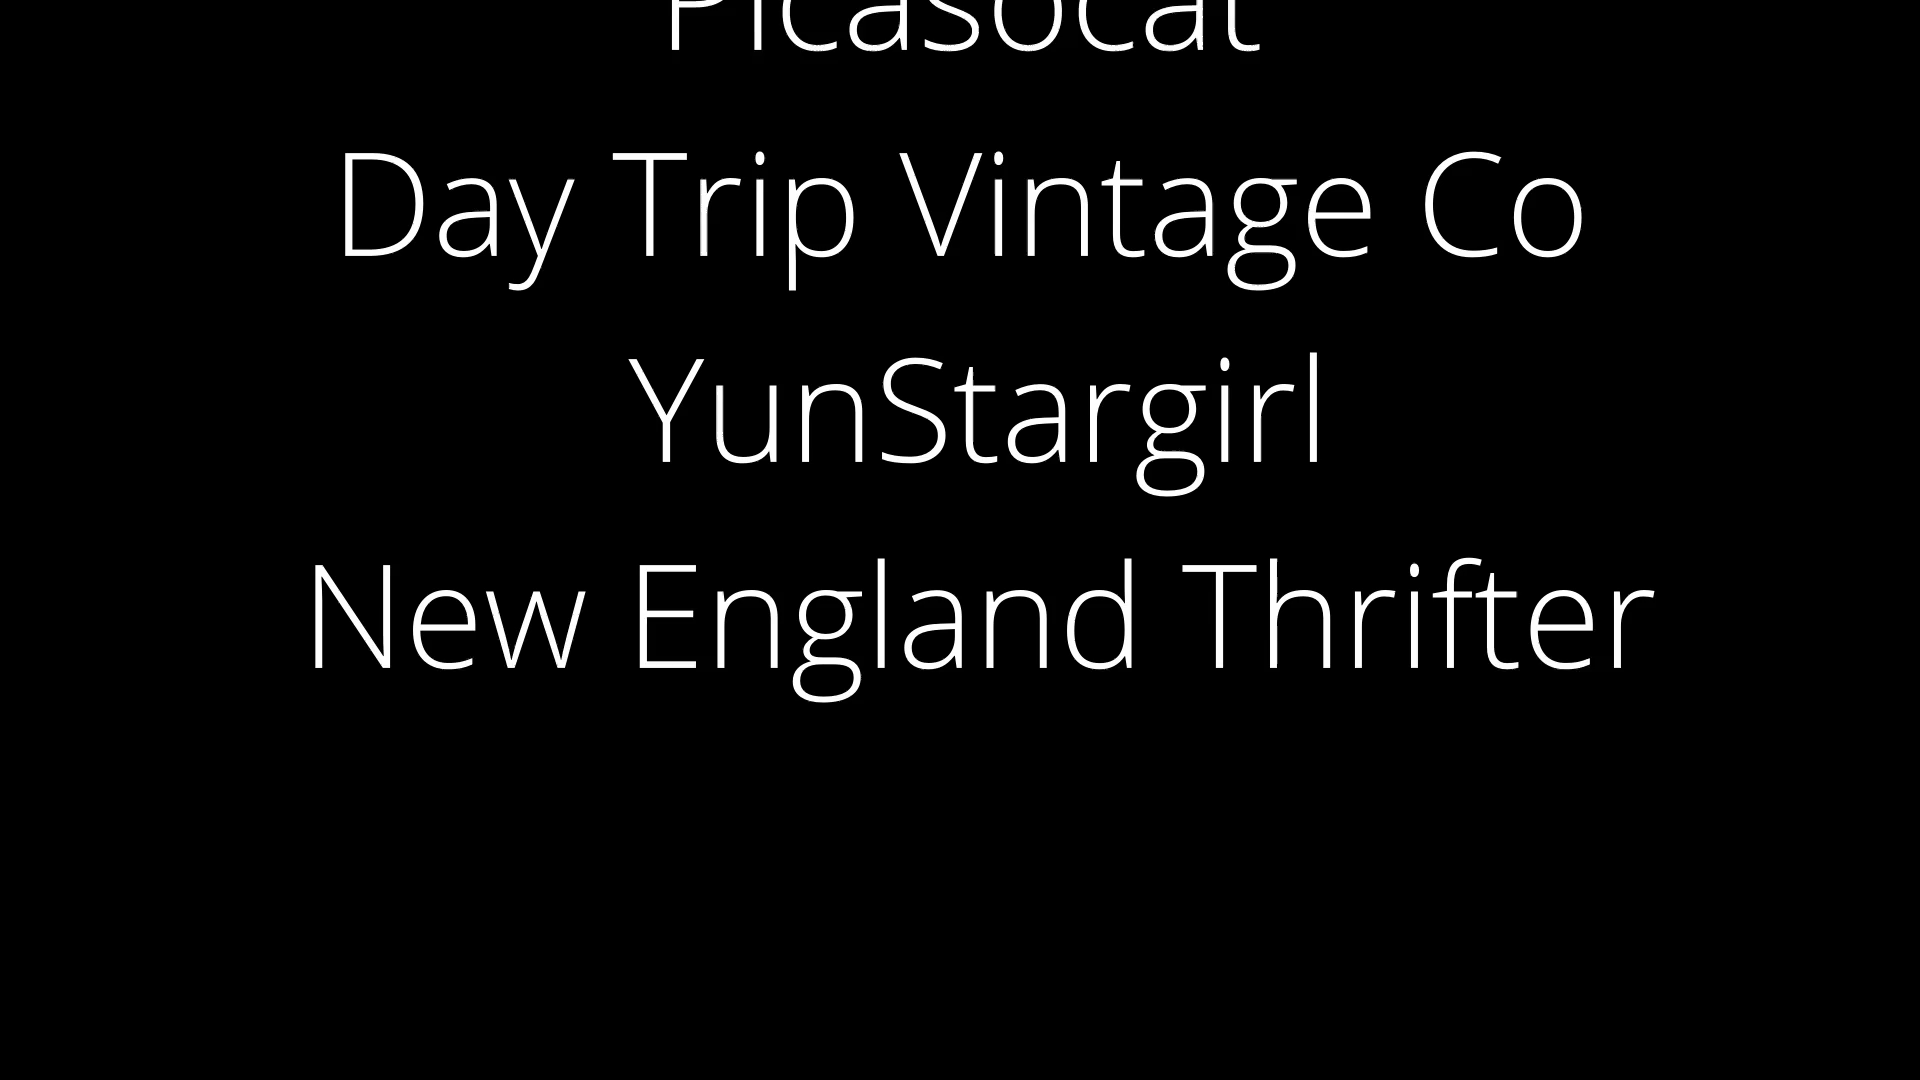 Picasocat
Day Trip Vintage Co
YunStargirl
New England Thrifter